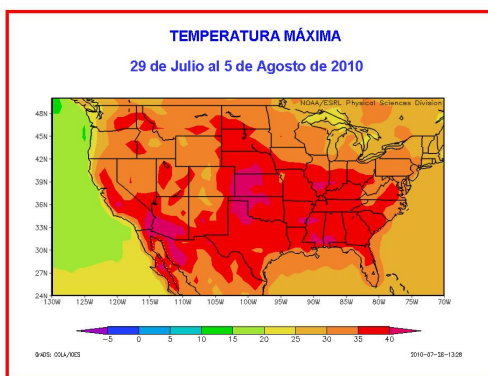 TEMPERATURA MÁXIMA
29 de Julio al 5 de Agosto de 2010
NOAA/ESRL Physical Sciences Division
48N
45N
42N
39N
36N
33N
30N
27N
24N
130W 125W 120W 115W 110W 105W 100W 95W 90W 85W 80W 75W 70W
-5 0 5 10 15 20 25 30 35 40
GrADS: COLA/IGES 2010-07-28-13:28